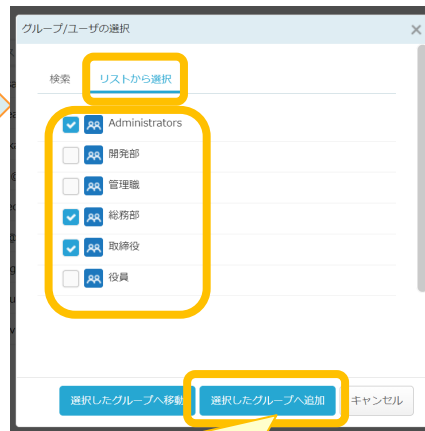 グループ/ユーザの選択
検索 リストから選択
Administrators
開発部
管理職
総務部
取締役
役員
選択したグループへ移動 選択したグループへ追加 キャンセル